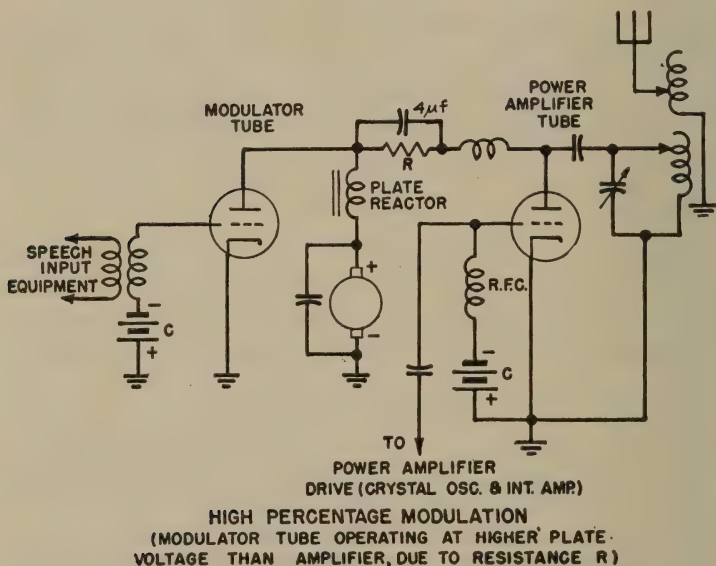 MODULATOR
TUBE
4μf
POWER
AMPLIFIER
TUBE
R
PLATE
REACTOR
SPEECH
INPUT
EQUIPMENT
−
C
+
+
−
R.F.C.
−
C
+
TO
POWER AMPLIFIER
DRIVE (CRYSTAL OSC. & INT. AMP.)
HIGH PERCENTAGE MODULATION
(MODULATOR TUBE OPERATING AT HIGHER PLATE
VOLTAGE THAN AMPLIFIER, DUE TO RESISTANCE R)